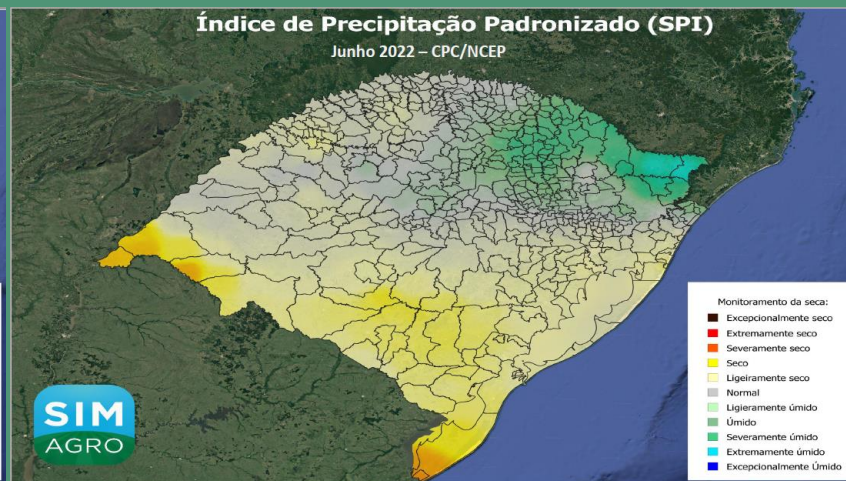 Índice de Precipitação Padronizado (SPI)
Junho 2022 – CPC/NCEP
Monitoramento da seca:
Excepcionalmente seco
Extremamente seco
Severamente seco
Seco
Ligeiramente seco
Normal
Ligieramente úmido
Úmido
Severamente úmido
Extremamente úmido
Excepcionalmente Úmido
SIM
AGRO